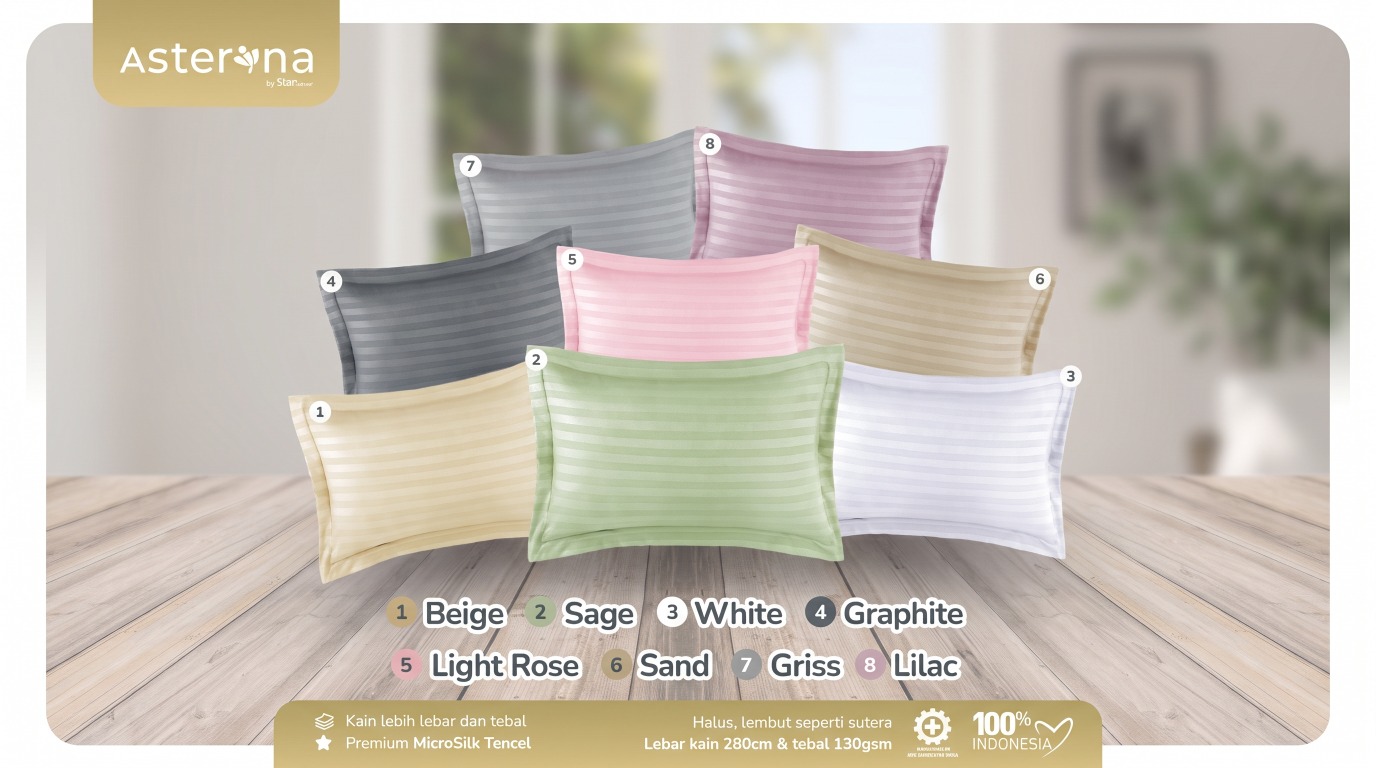 Asterona
by Star
7
8
4
5
6
2
3
1
1 Beige 2 Sage 3 White 4 Graphite
5 Light Rose 6 Sand 7 Griss 8 Lilac
Kain lebih lebar dan tebal
Premium MicroSilk Tencel
Halus, lembut seperti sutera
Lebar kain 280cm & tebal 130gsm
100%
INDONESIA